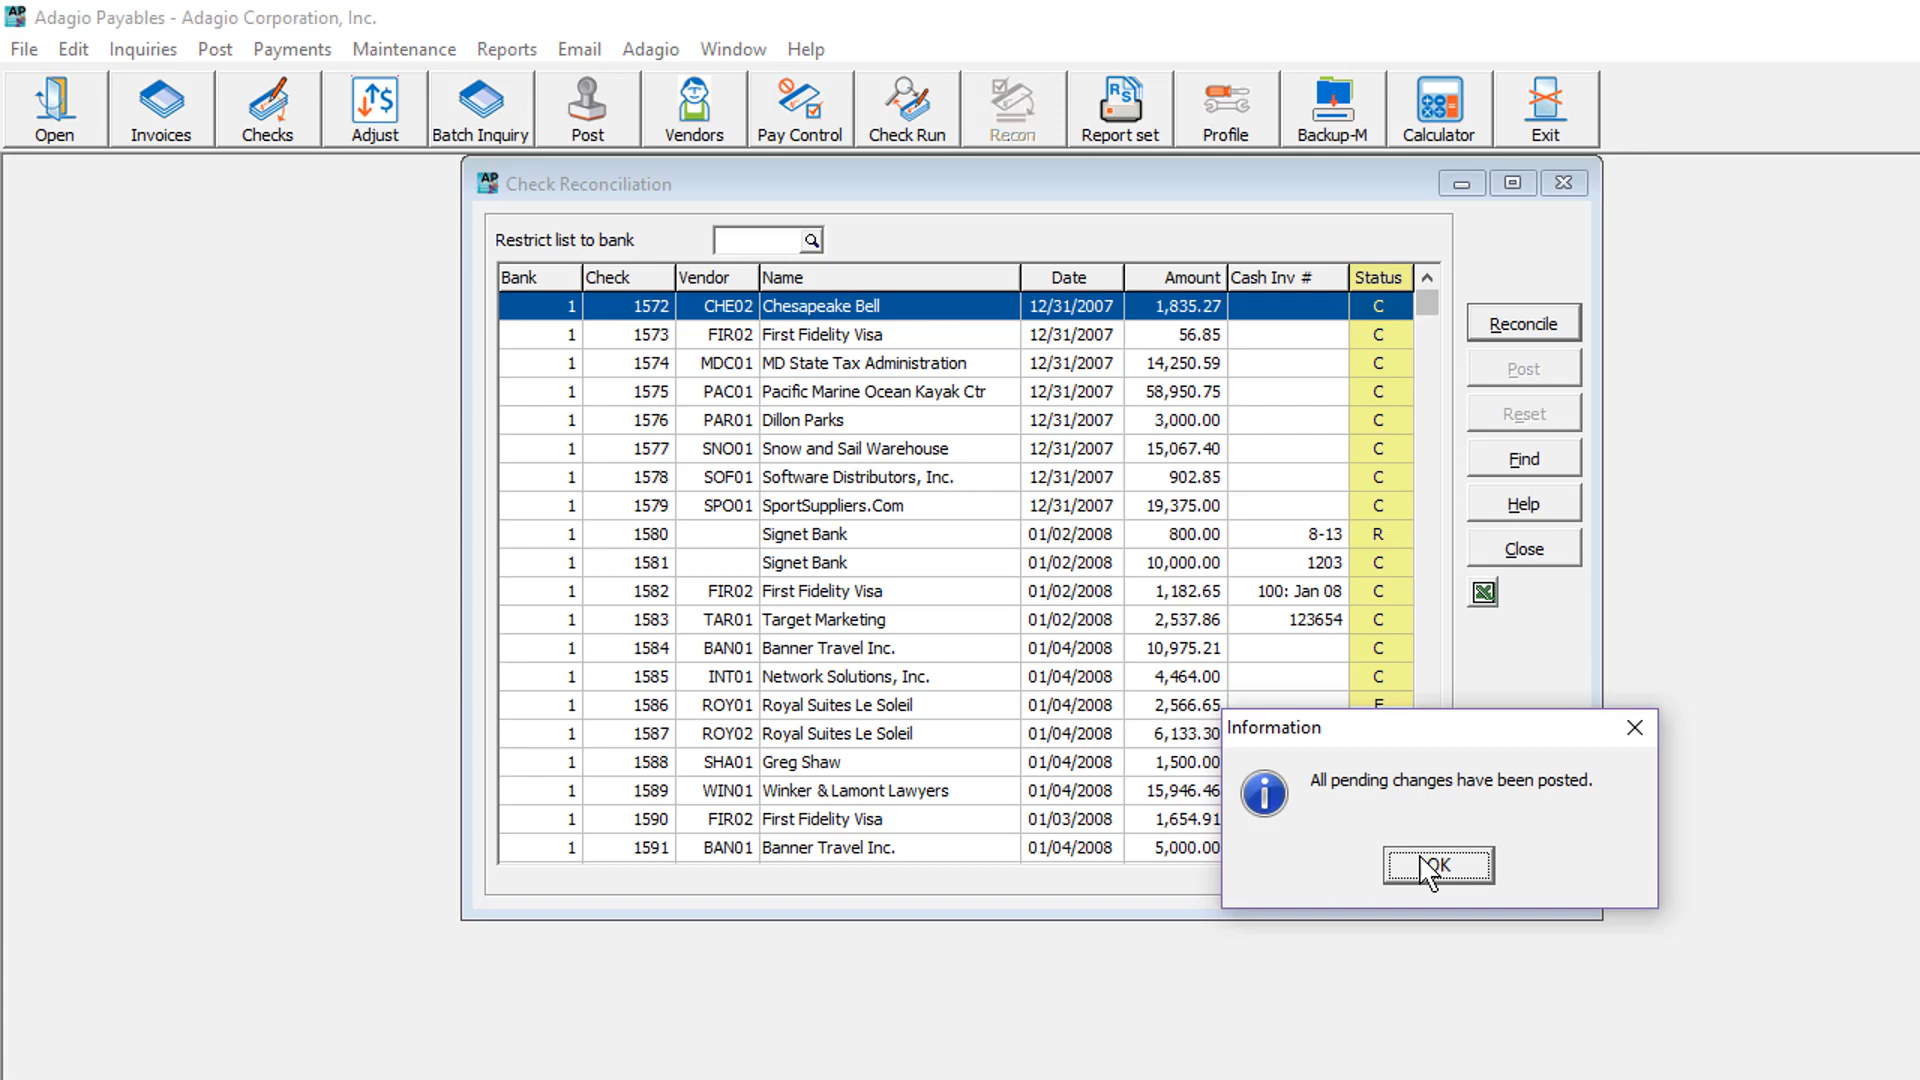 AP Adagio Payables - Adagio Corporation, Inc.
File Edit Inquiries Post Payments Maintenance Reports Email Adagio Window Help
Open Invoices Checks Adjust Batch Inquiry Post Vendors Pay Control Check Run Recon Report set Profile Backup-M Calculator Exit
AP Check Reconciliation
Restrict list to bank
Bank Check Vendor Name Date Amount Cash Inv # Status
1 1572 CHE02 Chesapeake Bell 12/31/2007 1,835.27 C
1 1573 FIR02 First Fidelity Visa 12/31/2007 56.85 C
1 1574 MDC01 MD State Tax Administration 12/31/2007 14,250.59 C
1 1575 PAC01 Pacific Marine Ocean Kayak Ctr 12/31/2007 58,950.75 C
1 1576 PAR01 Dillon Parks 12/31/2007 3,000.00 C
1 1577 SNO01 Snow and Sail Warehouse 12/31/2007 15,067.40 C
1 1578 SOF01 Software Distributors, Inc. 12/31/2007 902.85 C
1 1579 SPO01 SportSuppliers.Com 12/31/2007 19,375.00 C
1 1580 Signet Bank 01/02/2008 800.00 8-13 R
1 1581 Signet Bank 01/02/2008 10,000.00 1203 C
1 1582 FIR02 First Fidelity Visa 01/02/2008 1,182.65 100: Jan 08 C
1 1583 TAR01 Target Marketing 01/02/2008 2,537.86 123654 C
1 1584 BAN01 Banner Travel Inc. 01/04/2008 10,975.21 C
1 1585 INT01 Network Solutions, Inc. 01/04/2008 4,464.00 C
1 1586 ROY01 Royal Suites Le Soleil 01/04/2008 2,566.65
1 1587 ROY02 Royal Suites Le Soleil 01/04/2008 6,133.30
1 1588 SHA01 Greg Shaw 01/04/2008 1,500.00
1 1589 WIN01 Winker & Lamont Lawyers 01/04/2008 15,946.46
1 1590 FIR02 First Fidelity Visa 01/03/2008 1,654.91
1 1591 BAN01 Banner Travel Inc. 01/04/2008 5,000.00
Reconcile
Post
Reset
Find
Help
Close
Information
All pending changes have been posted.
OK